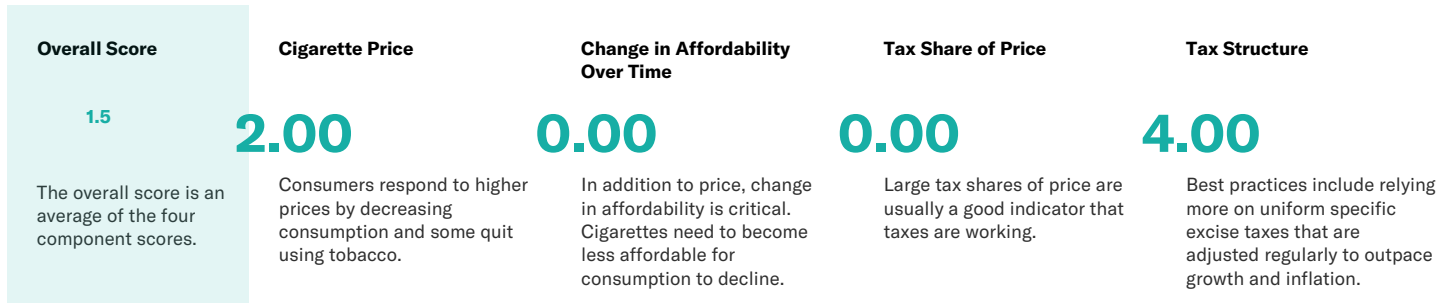 Overall Score
1.5
The overall score is an
average of the four
component scores.
Cigarette Price
2.00
Consumers respond to higher
prices by decreasing
consumption and some quit
using tobacco.
Change in Affordability
Over Time
0.00
In addition to price, change
in affordability is critical.
Cigarettes need to become
less affordable for
consumption to decline.
Tax Share of Price
0.00
Large tax shares of price are
usually a good indicator that
taxes are working.
Tax Structure
4.00
Best practices include relying
more on uniform specific
excise taxes that are
adjusted regularly to outpace
growth and inflation.